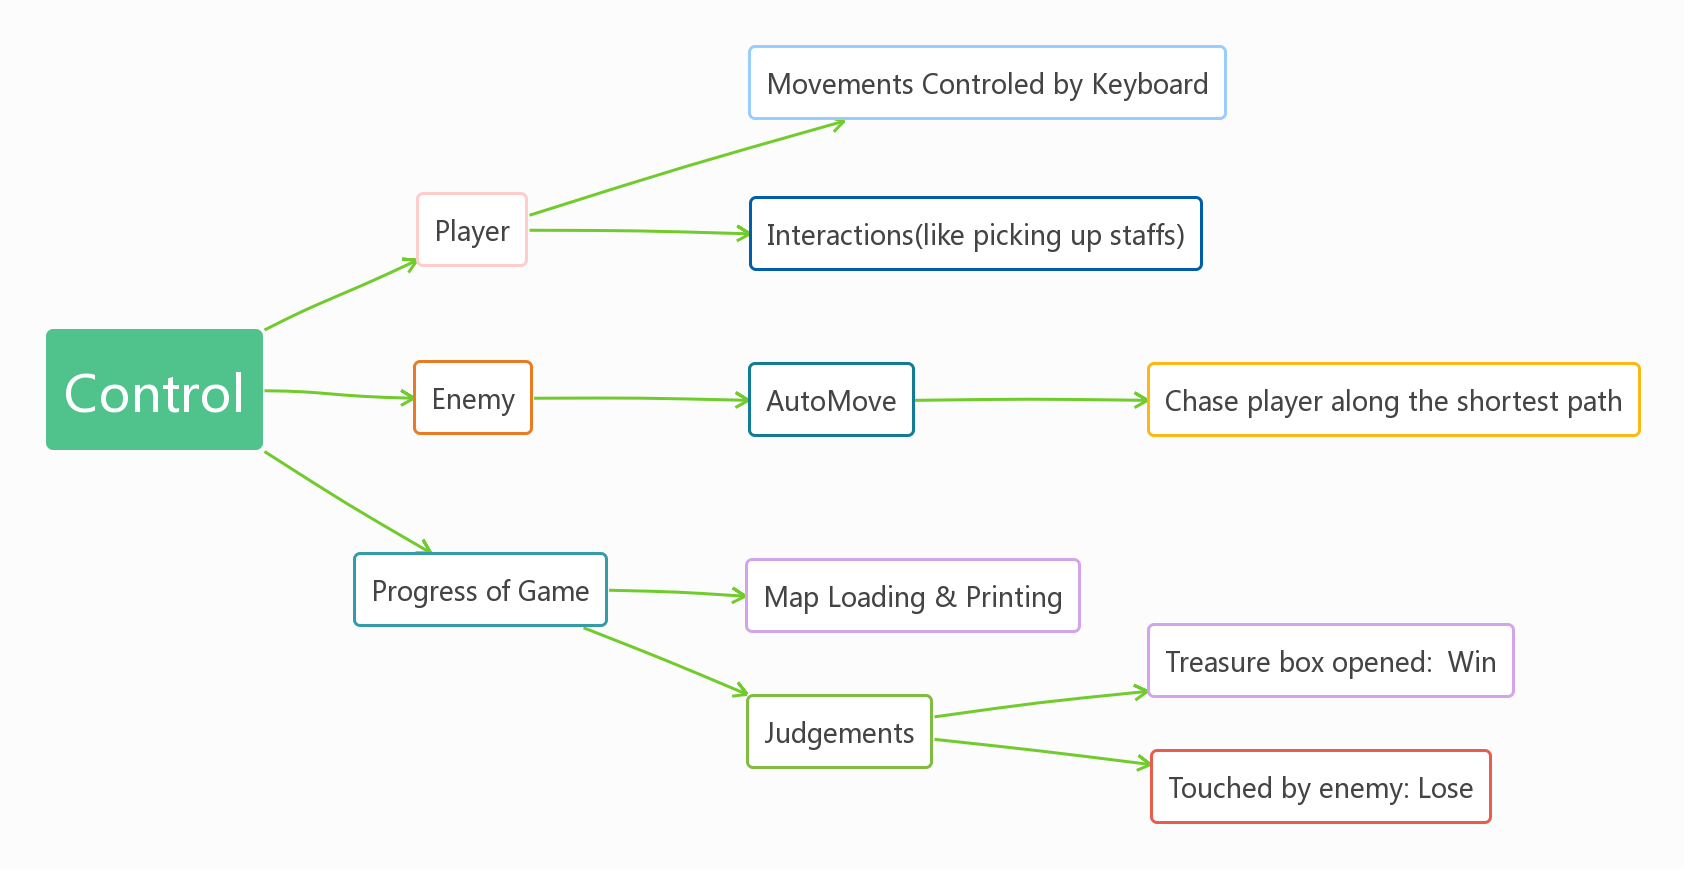 Control
Player
Movements Controled by Keyboard
Interactions(like picking up staffs)
Enemy
AutoMove
Chase player along the shortest path
Progress of Game
Map Loading & Printing
Judgements
Treasure box opened:  Win
Touched by enemy: Lose